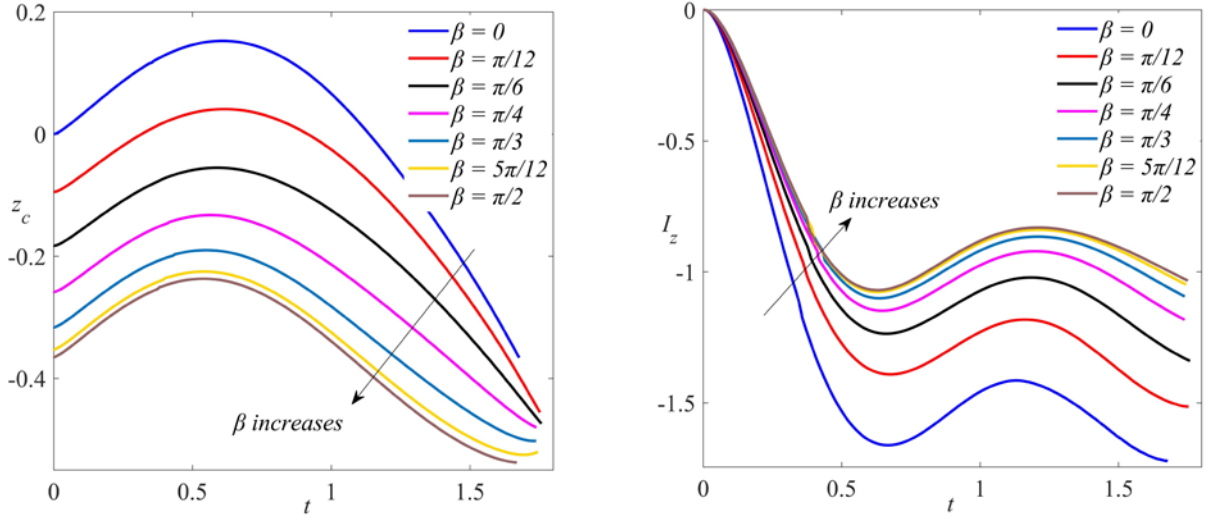 0.2
0
-0.2
-0.4
z_c
0
0.5
1
1.5
t
β = 0
β = π/12
β = π/6
β = π/4
β = π/3
β = 5π/12
β = π/2
β increases
0
-0.5
-1
-1.5
I_z
0
0.5
1
1.5
t
β = 0
β = π/12
β = π/6
β = π/4
β = π/3
β = 5π/12
β = π/2
β increases